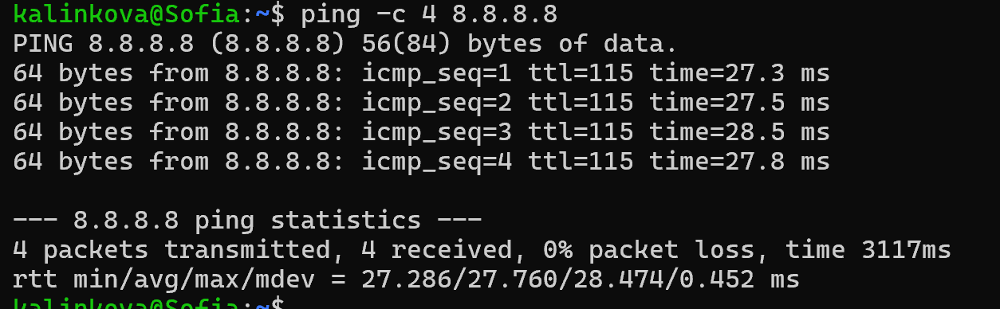 kalinkova@Sofia:~$ ping -c 4 8.8.8.8
PING 8.8.8.8 (8.8.8.8) 56(84) bytes of data.
64 bytes from 8.8.8.8: icmp_seq=1 ttl=115 time=27.3 ms
64 bytes from 8.8.8.8: icmp_seq=2 ttl=115 time=27.5 ms
64 bytes from 8.8.8.8: icmp_seq=3 ttl=115 time=28.5 ms
64 bytes from 8.8.8.8: icmp_seq=4 ttl=115 time=27.8 ms

--- 8.8.8.8 ping statistics ---
4 packets transmitted, 4 received, 0% packet loss, time 3117ms
rtt min/avg/max/mdev = 27.286/27.760/28.474/0.452 ms
kalinkova@Sofia:~$